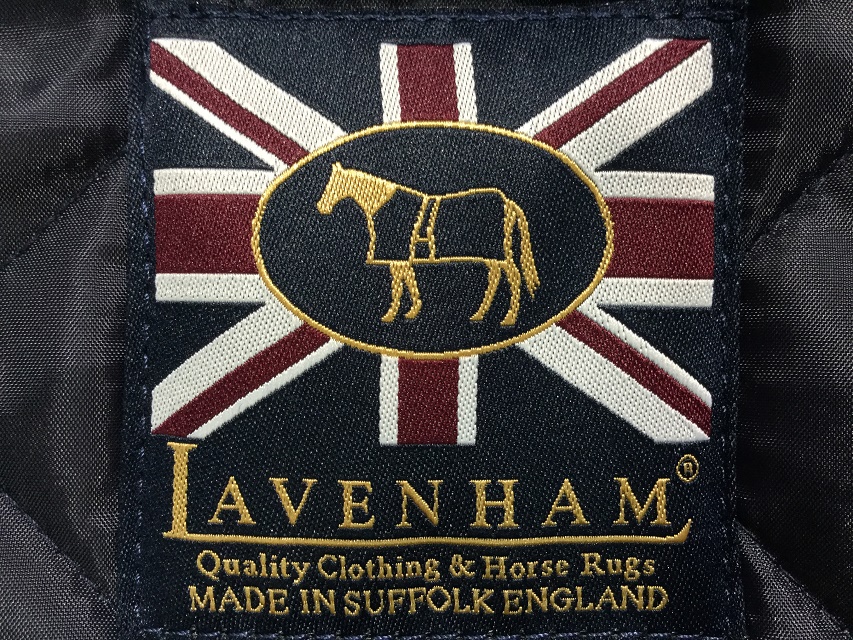 LAVENHAM®
Quality Clothing & Horse Rugs
MADE IN SUFFOLK ENGLAND